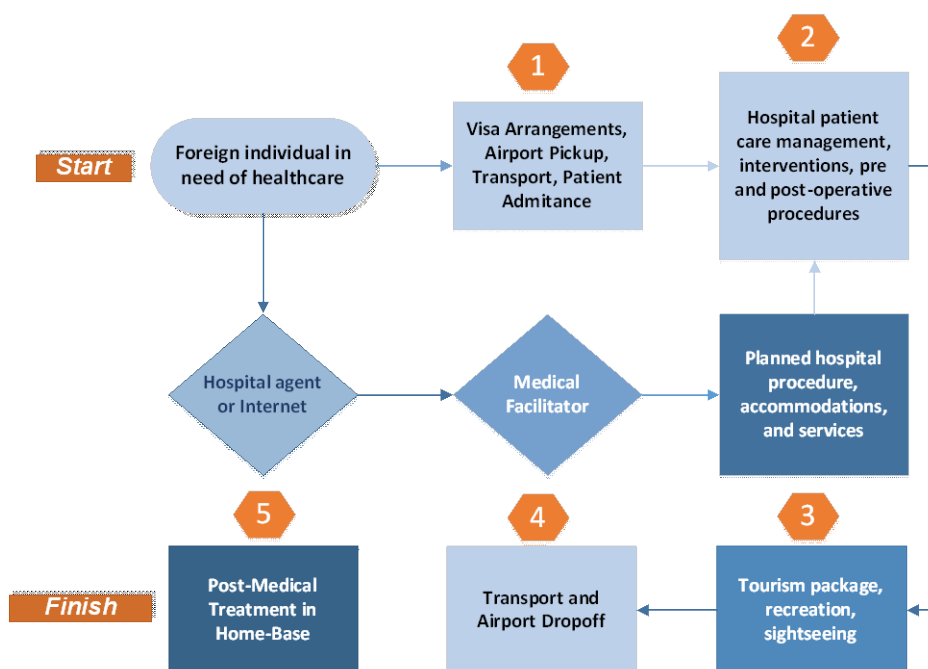 1
2
Start
Foreign individual in
need of healthcare
Visa Arrangements,
Airport Pickup,
Transport, Patient
Admitance
Hospital patient
care management,
interventions, pre
and post-operative
procedures
Hospital agent
or Internet
Medical
Facilitator
Planned hospital
procedure,
accommodations,
and services
5
4
3
Finish
Post-Medical
Treatment in
Home-Base
Transport and
Airport Dropoff
Tourism package,
recreation,
sightseeing